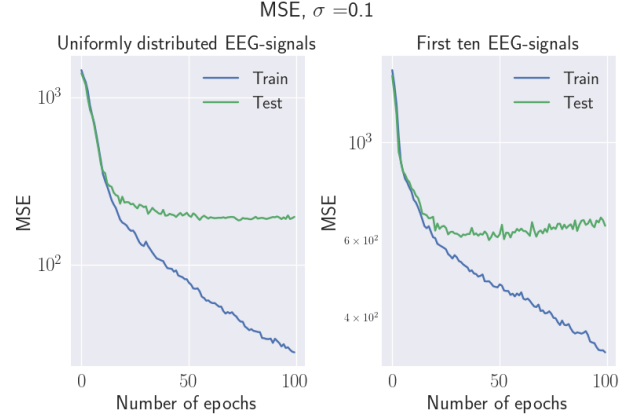 MSE, σ =0.1
Uniformly distributed EEG-signals
First ten EEG-signals
Train
Test
Train
Test
10³
10²
10³
6 × 10²
4 × 10²
MSE
MSE
0 50 100
0 50 100
Number of epochs
Number of epochs